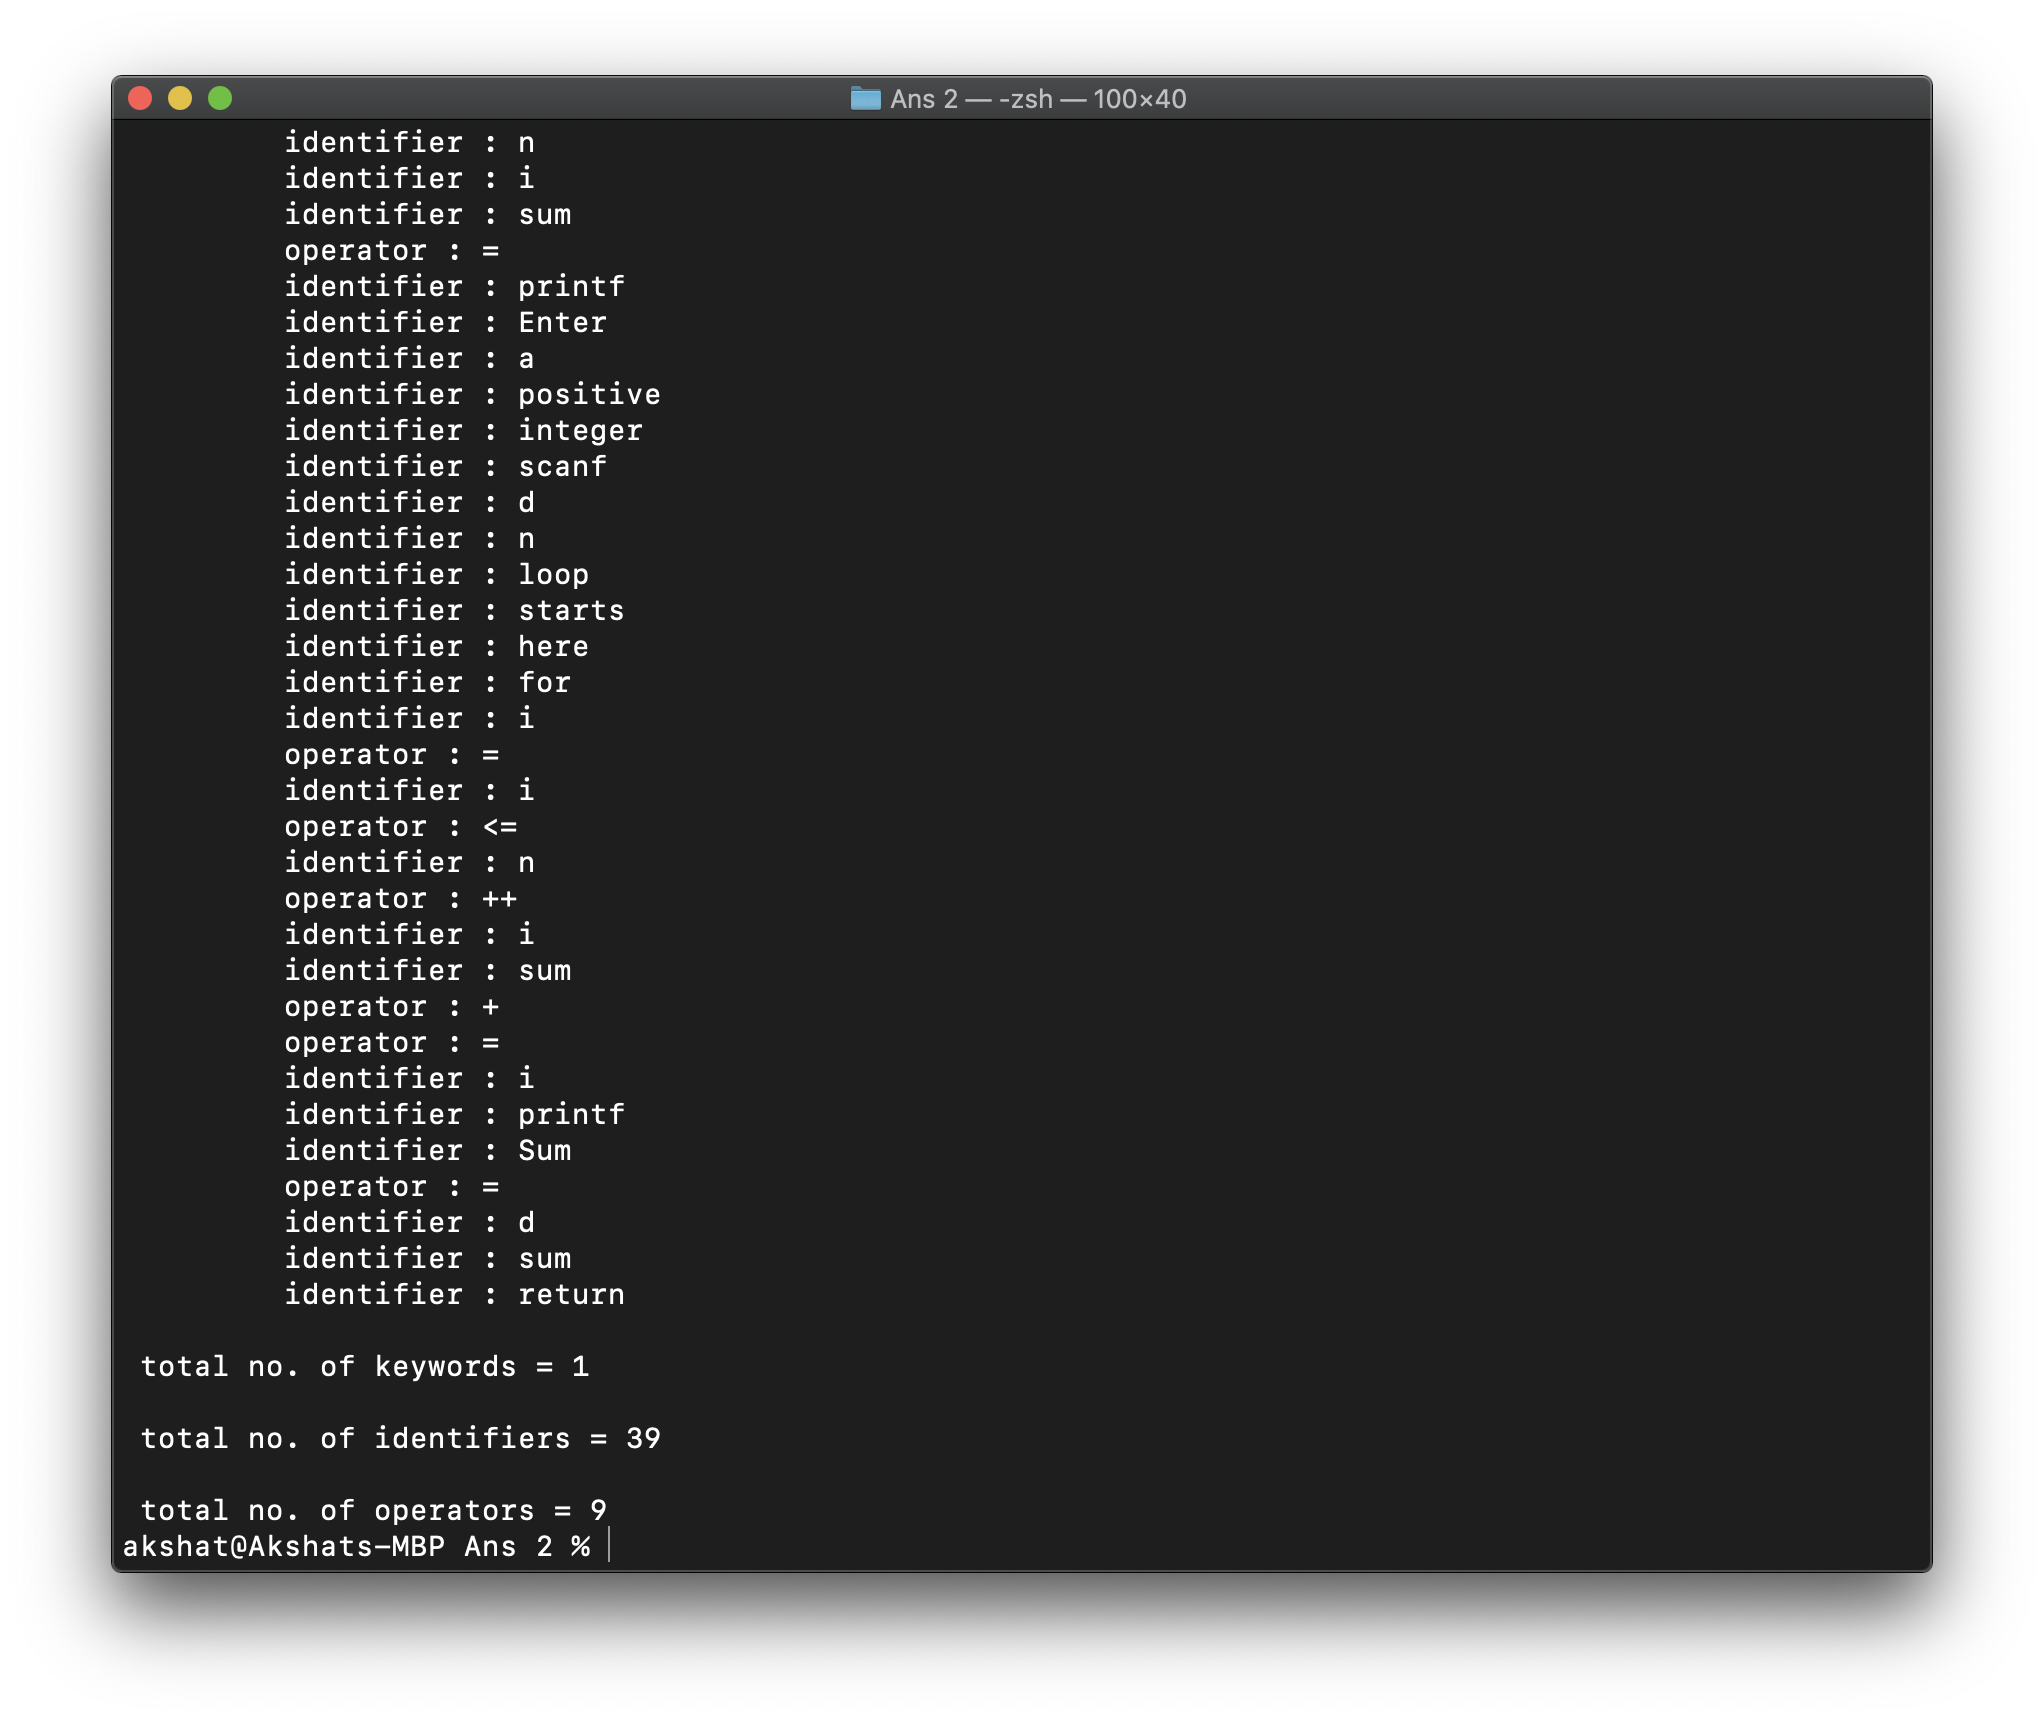 Ans 2 — -zsh — 100×40
identifier : n
identifier : i
identifier : sum
operator : =
identifier : printf
identifier : Enter
identifier : a
identifier : positive
identifier : integer
identifier : scanf
identifier : d
identifier : n
identifier : loop
identifier : starts
identifier : here
identifier : for
identifier : i
operator : =
identifier : i
operator : <=
identifier : n
operator : ++
identifier : i
identifier : sum
operator : +
operator : =
identifier : i
identifier : printf
identifier : Sum
operator : =
identifier : d
identifier : sum
identifier : return
total no. of keywords = 1
total no. of identifiers = 39
total no. of operators = 9
akshat@Akshats-MBP Ans 2 %